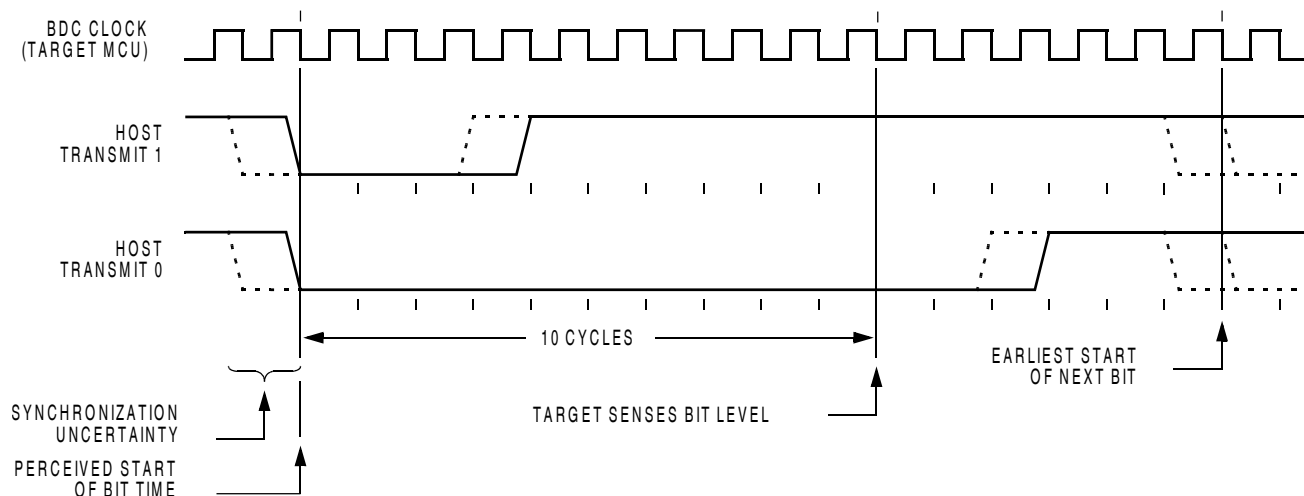 BDC CLOCK
(TARGET MCU)
HOST
TRANSMIT 1
HOST
TRANSMIT 0
10 CYCLES
EARLIEST START
OF NEXT BIT
TARGET SENSES BIT LEVEL
SYNCHRONIZATION
UNCERTAINTY
PERCEIVED START
OF BIT TIME